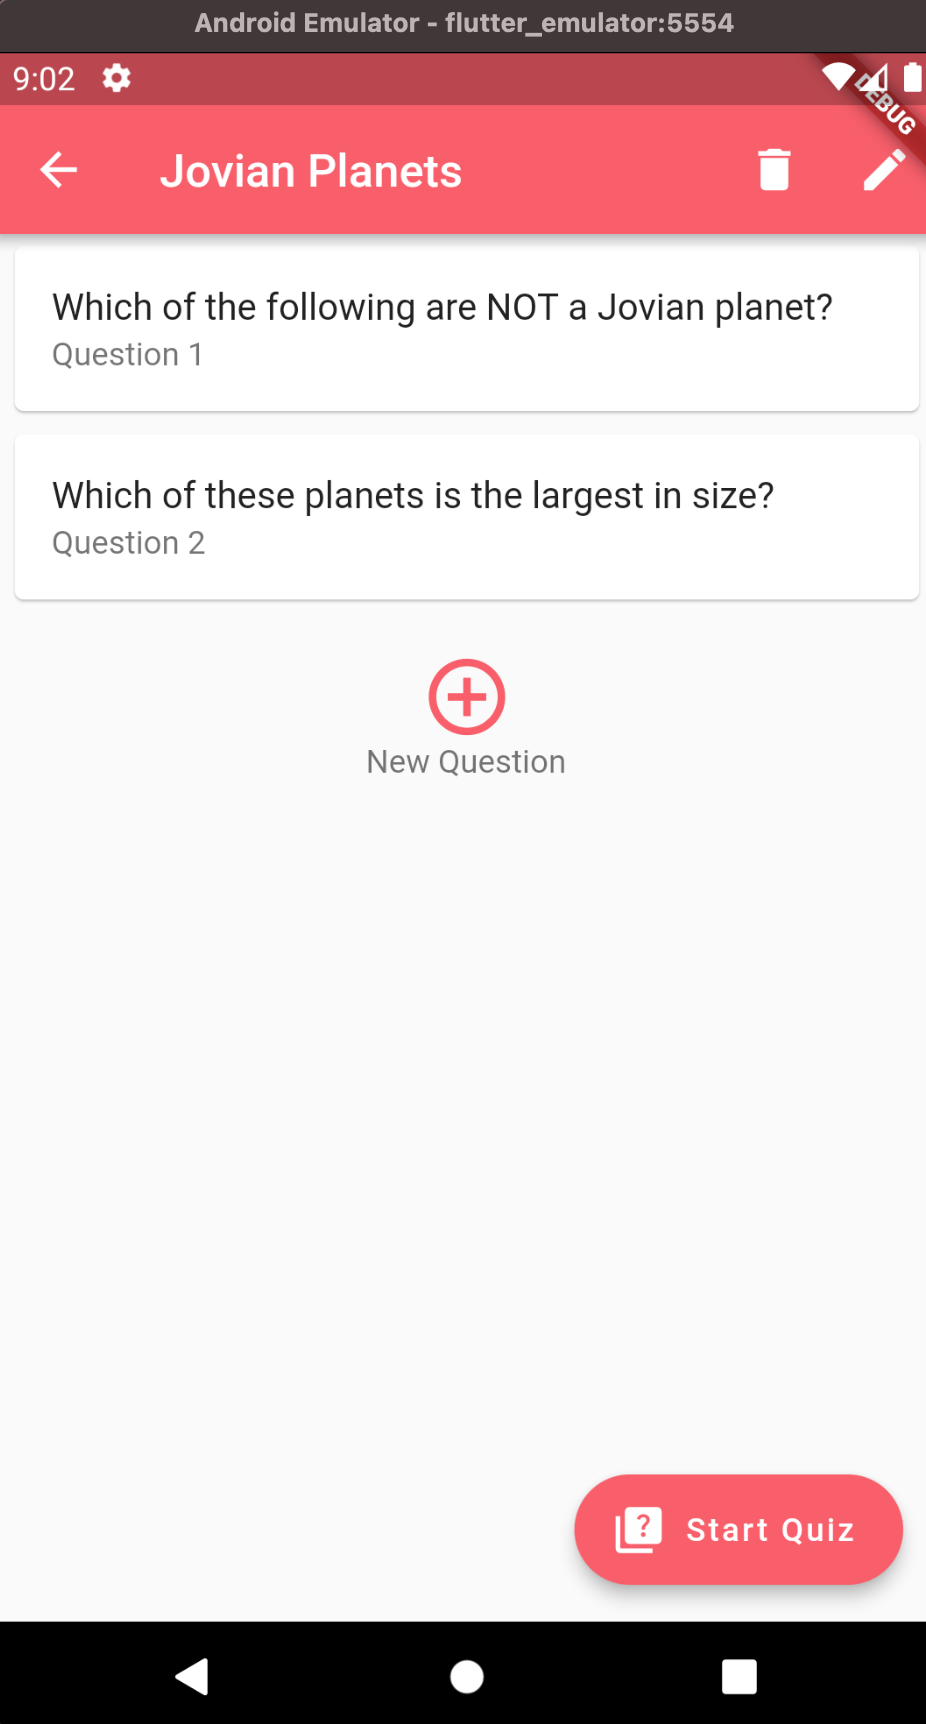 Android Emulator - flutter_emulator:5554
9:02
DEBUG
Jovian Planets
Which of the following are NOT a Jovian planet?
Question 1
Which of these planets is the largest in size?
Question 2
New Question
? Start Quiz